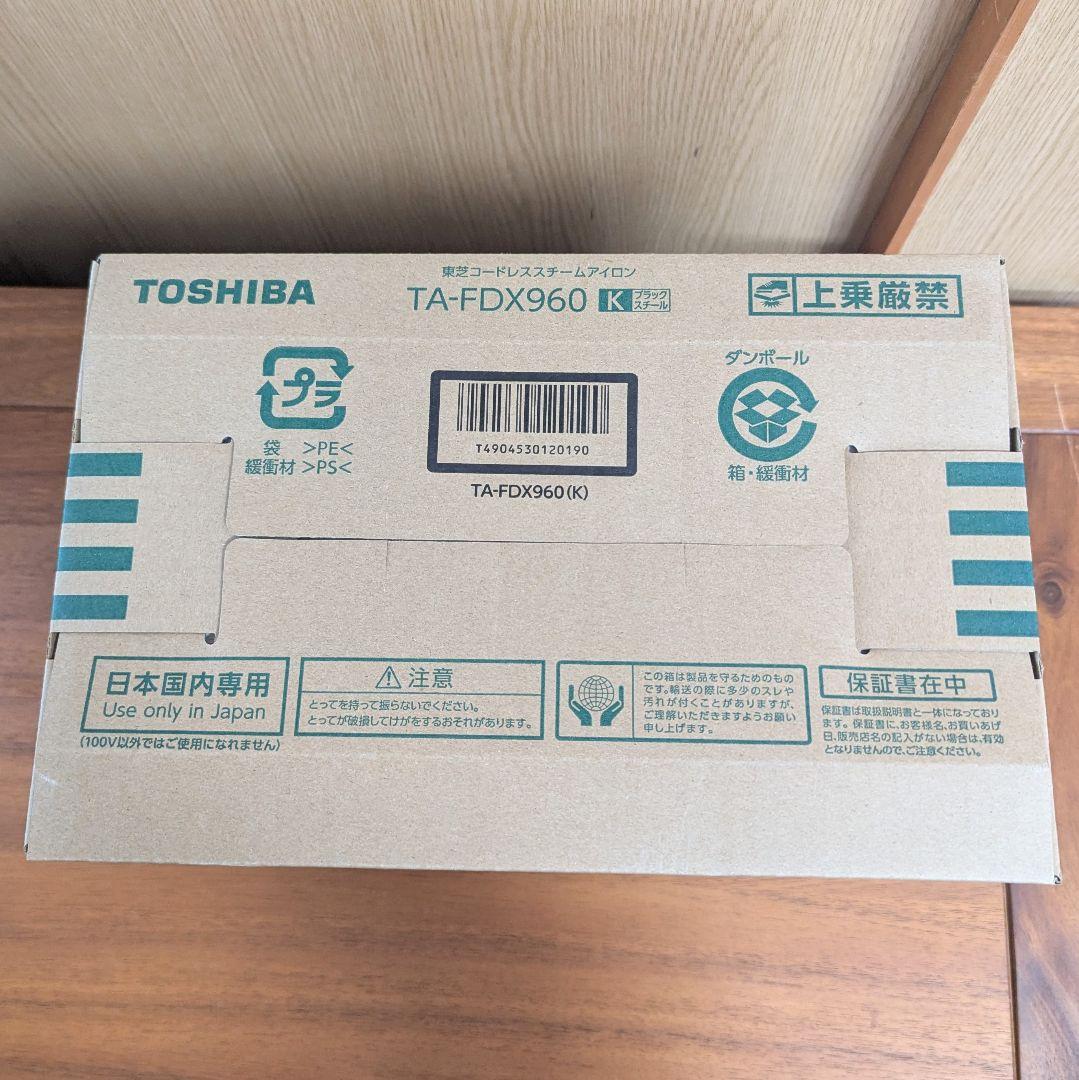 TOSHIBA
東芝コードレススチームアイロン
TA-FDX960 K ブラックスチール
上乗厳禁
プラ
袋 >PE<
緩衝材 >PS<
T4904530120190
TA-FDX960(K)
ダンボール
箱・緩衝材
日本国内専用
Use only in Japan
(100V以外ではご使用になれません)
注意
とってを持って振らないでください。
とってが破損してけがをするおそれがあります。
この箱は製品を守るためのもの
です。輸送の際に多少のスレや
汚れが付くことがありますが、
ご理解いただきますようお願い
申し上げます。
保証書在中
保証書は取扱説明書と一体になっており
ます。保証書に、お客様名、お買いあげ
日、販売店名の記入がない場合は、有効
となりませんので、ご注意ください。